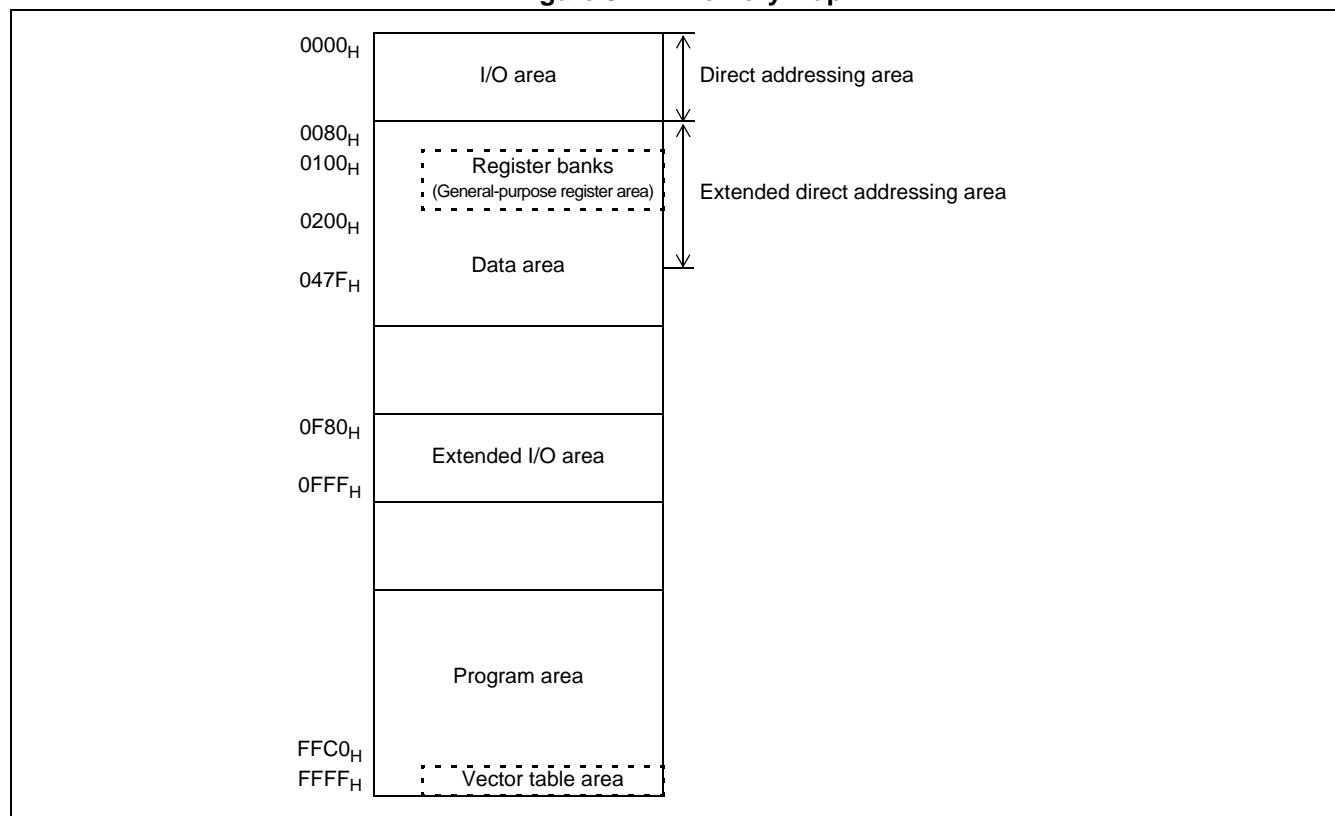 0000H
I/O area
Direct addressing area
0080H
0100H
Register banks
(General-purpose register area)
Extended direct addressing area
0200H
Data area
047FH
0F80H
Extended I/O area
0FFFH
Program area
FFC0H
FFFFH
Vector table area